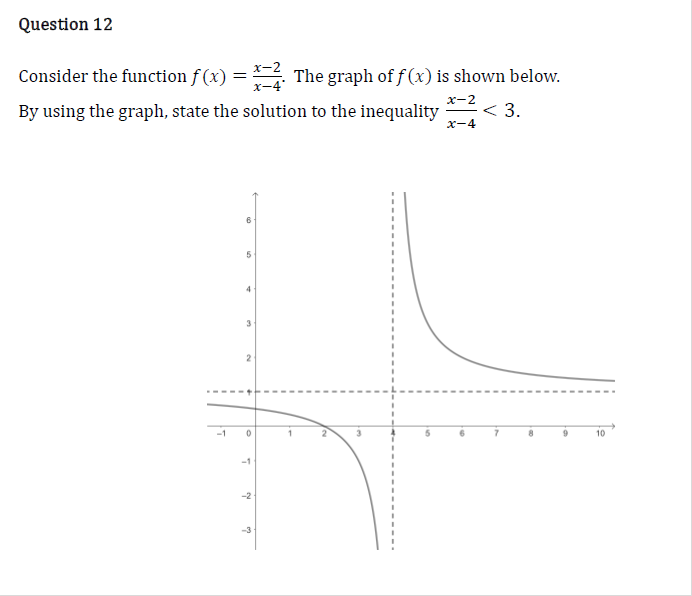 Question 12
Consider the function f(x) = x−2/x−4. The graph of f(x) is shown below.
By using the graph, state the solution to the inequality x−2/x−4 < 3.
6
5
4
3
2
1
−1 0 1 2 3 4 5 6 7 8 9 10
−1
−2
−3